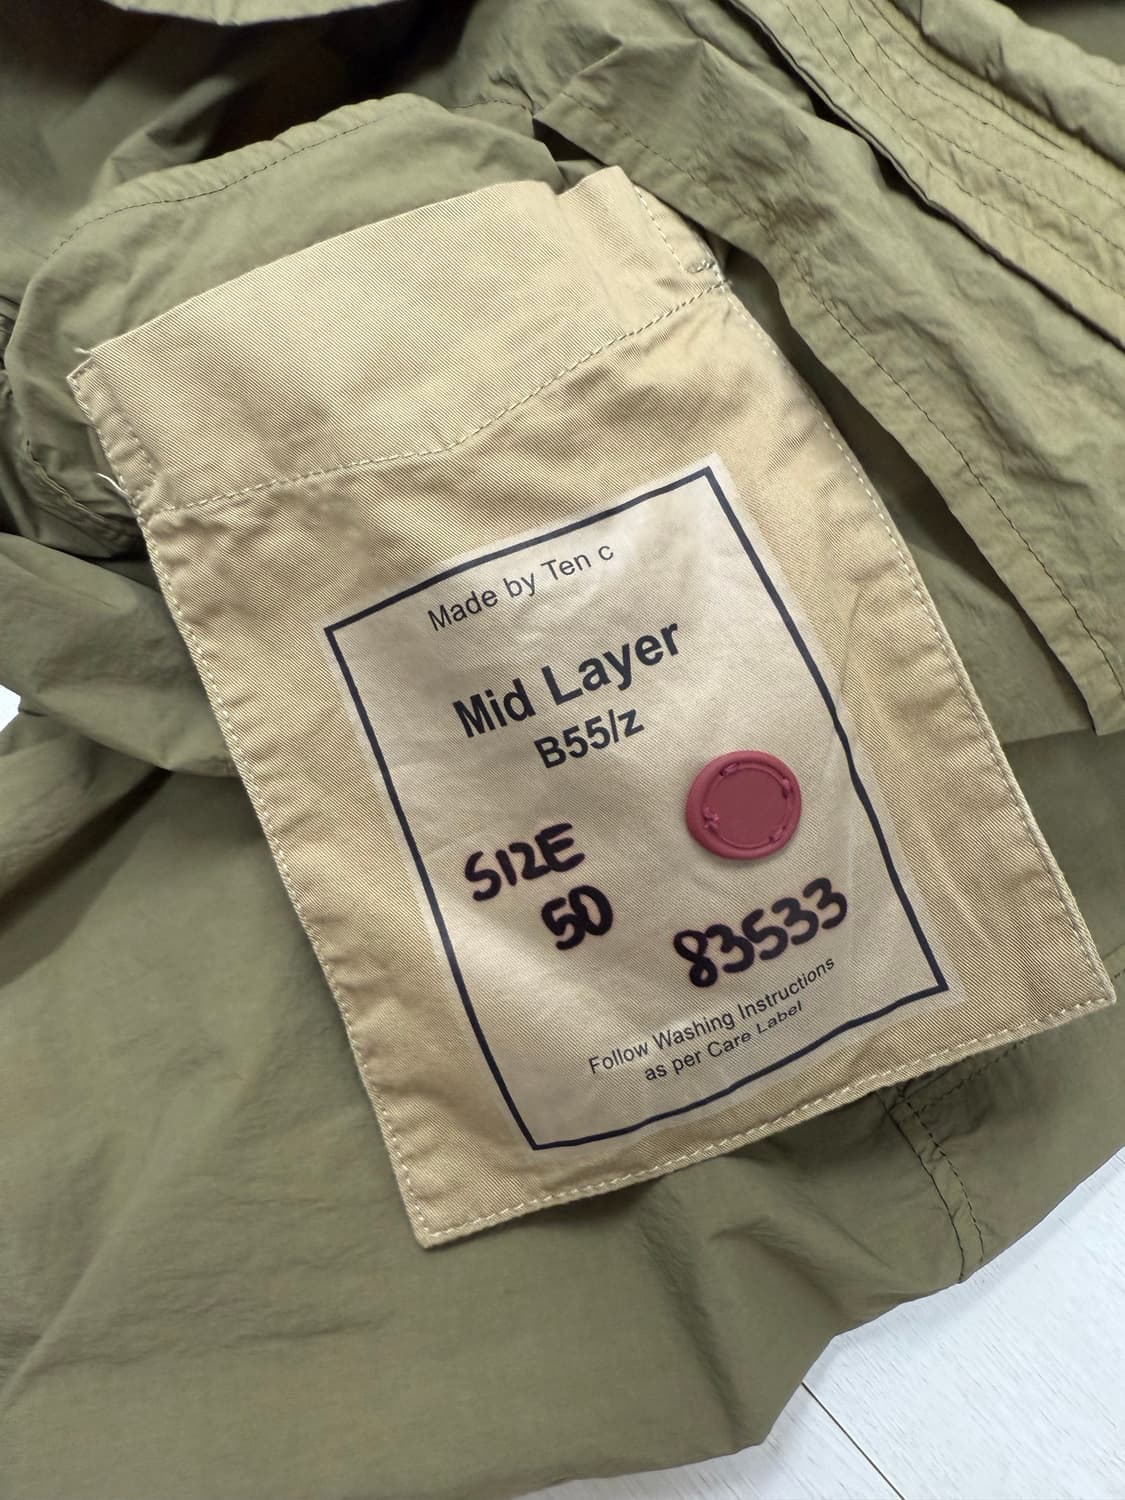 Made by Ten c
Mid Layer
B55/z
SIZE
50
83533
Follow Washing Instructions
as per Care Label